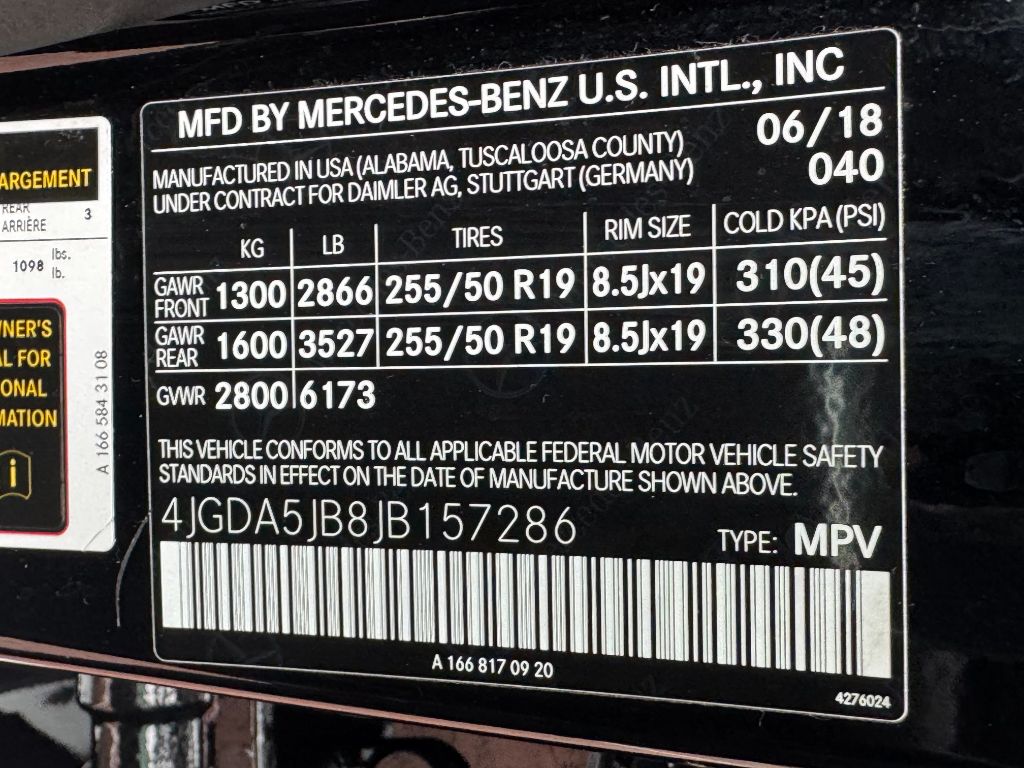 ARGEMENT
REAR 3
ARRIÈRE
1098 lbs.
lb.
WNER'S
AL FOR
ONAL
MATION
i
A 166 584 31 08
MFD BY MERCEDES-BENZ U.S. INTL., INC
MANUFACTURED IN USA (ALABAMA, TUSCALOOSA COUNTY) 06/18
UNDER CONTRACT FOR DAIMLER AG, STUTTGART (GERMANY) 040
KG LB TIRES RIM SIZE COLD KPA (PSI)
GAWR FRONT 1300 2866 255/50 R19 8.5Jx19 310(45)
GAWR REAR 1600 3527 255/50 R19 8.5Jx19 330(48)
GVWR 2800 6173
THIS VEHICLE CONFORMS TO ALL APPLICABLE FEDERAL MOTOR VEHICLE SAFETY
STANDARDS IN EFFECT ON THE DATE OF MANUFACTURE SHOWN ABOVE.
4JGDA5JB8JB157286 TYPE: MPV
A 166 817 09 20
4276024